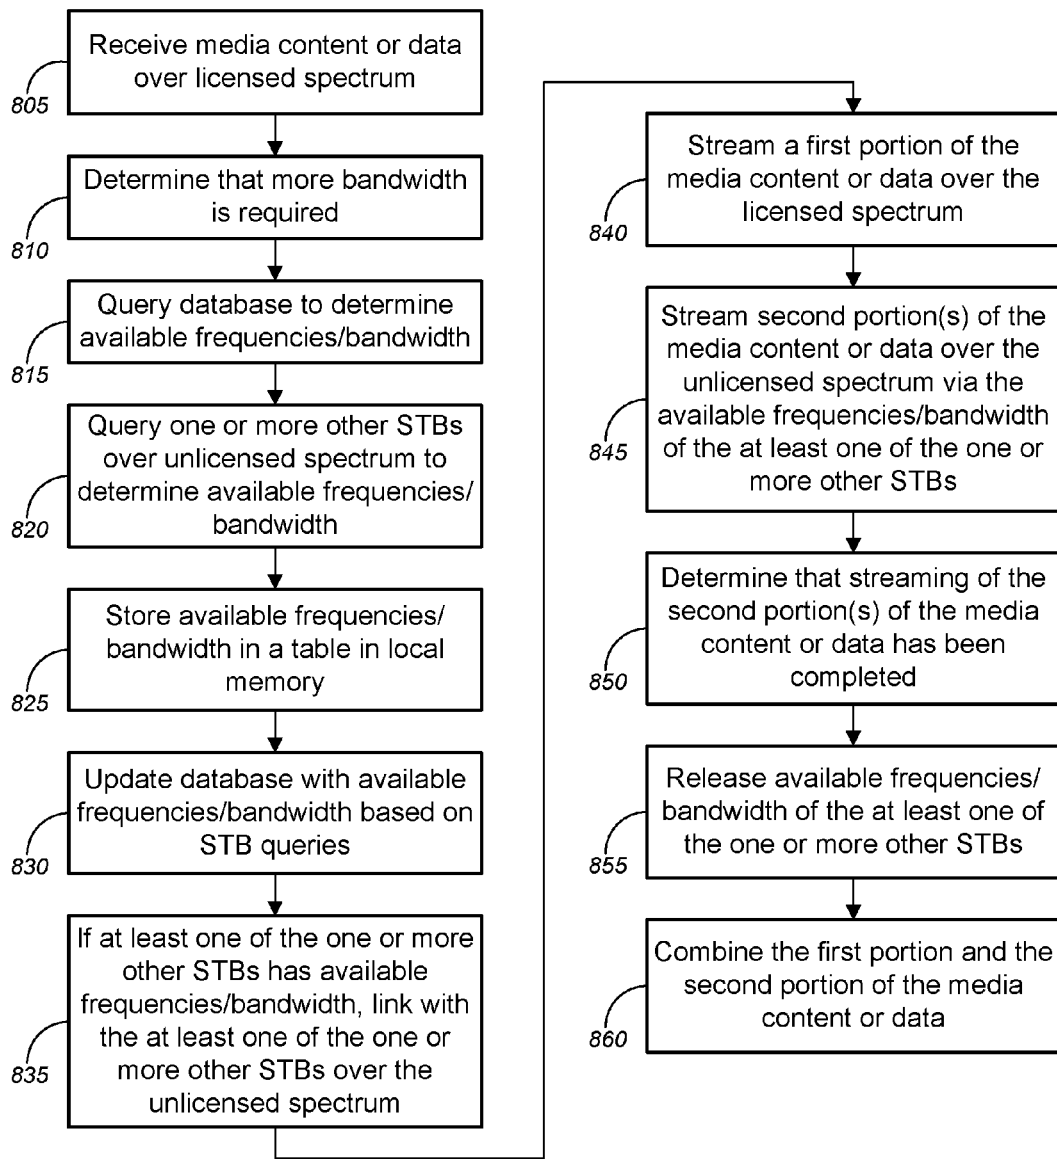 Receive media content or data
over licensed spectrum
805
Determine that more bandwidth
is required
810
Query database to determine
available frequencies/bandwidth
815
Query one or more other STBs
over unlicensed spectrum to
determine available frequencies/
bandwidth
820
Store available frequencies/
bandwidth in a table in local
memory
825
Update database with available
frequencies/bandwidth based on
STB queries
830
If at least one of the one or more
other STBs has available
frequencies/bandwidth, link with
the at least one of the one or
more other STBs over the
unlicensed spectrum
835
Stream a first portion of the
media content or data over the
licensed spectrum
840
Stream second portion(s) of the
media content or data over the
unlicensed spectrum via the
available frequencies/bandwidth
of the at least one of the one or
more other STBs
845
Determine that streaming of the
second portion(s) of the media
content or data has been
completed
850
Release available frequencies/
bandwidth of the at least one of
the one or more other STBs
855
Combine the first portion and the
second portion of the media
content or data
860